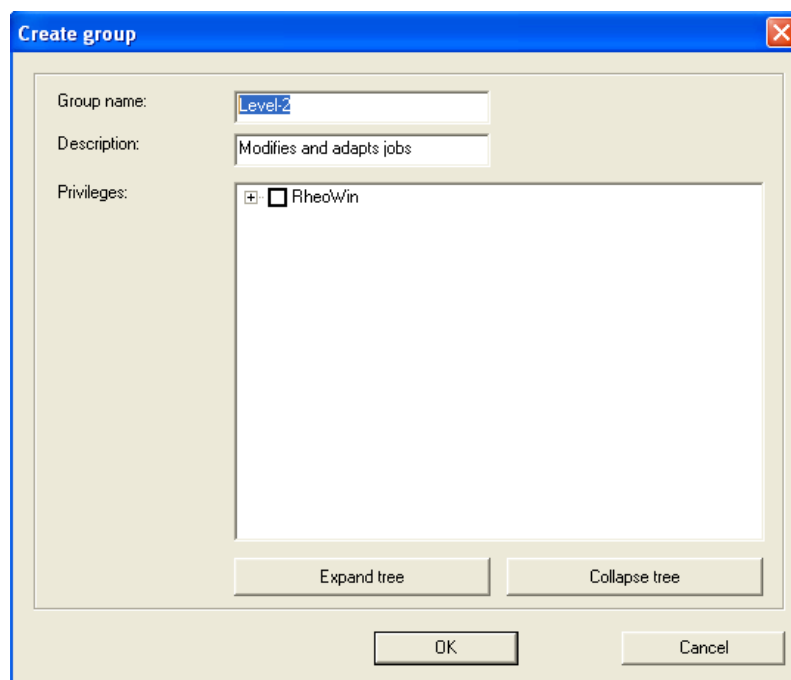 Create group
Group name: Level-2
Description: Modifies and adapts jobs
Privileges: RheoWin
Expand tree Collapse tree
OK Cancel